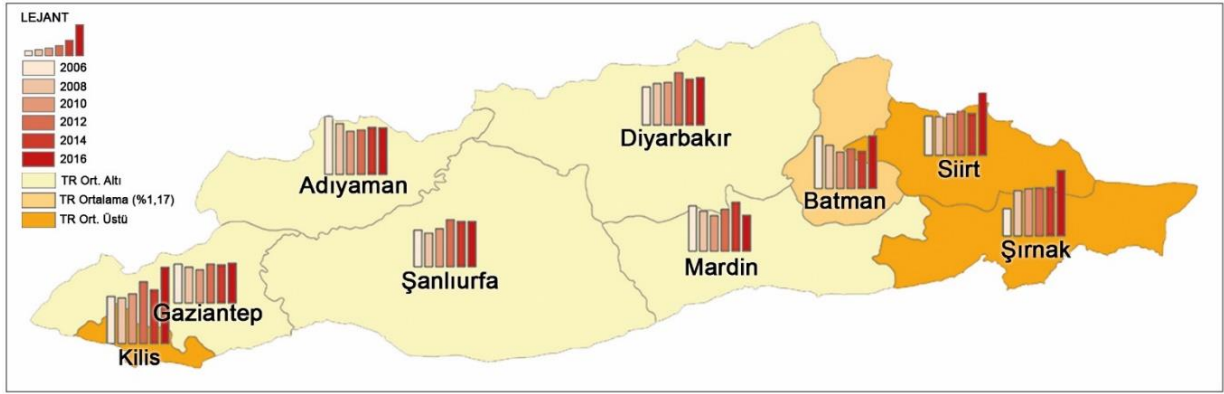 LEJANT
2006
2008
2010
2012
2014
2016
TR Ort. Altı
TR Ortalama (%1,17)
TR Ort. Üstü
Diyarbakır
Adıyaman
Siirt
Batman
Şırnak
Mardin
Şanlıurfa
Gaziantep
Kilis